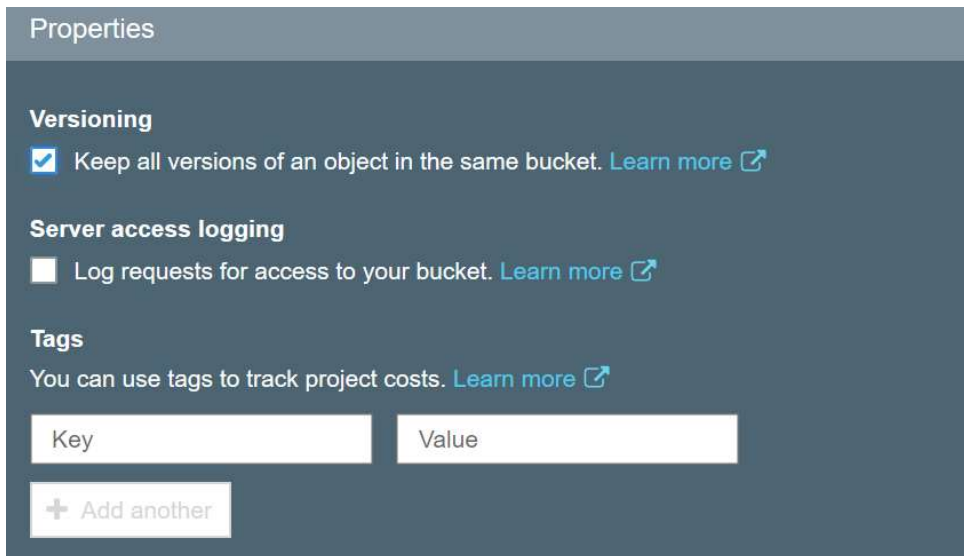 Properties
Versioning
Keep all versions of an object in the same bucket. Learn more
Server access logging
Log requests for access to your bucket. Learn more
Tags
You can use tags to track project costs. Learn more
Key Value
+ Add another